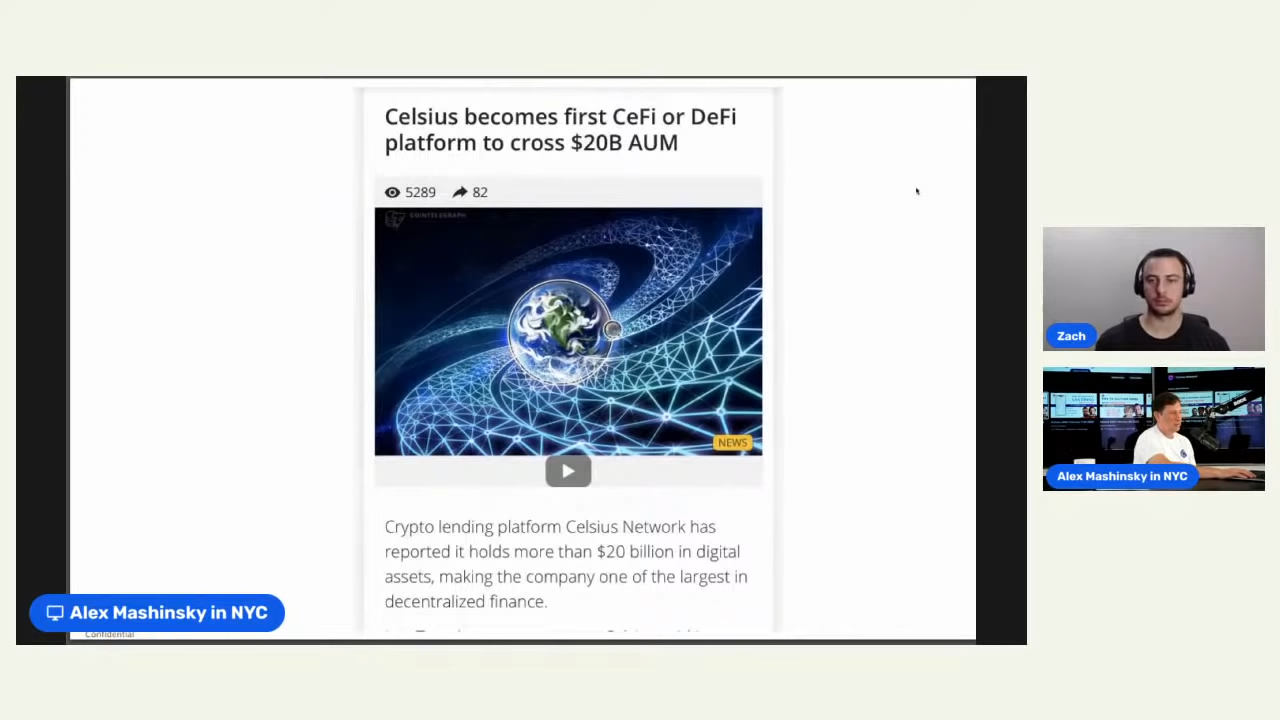 Celsius becomes first CeFi or DeFi
platform to cross $20B AUM
5289 82
COINTELEGRAPH
NEWS
Crypto lending platform Celsius Network has
reported it holds more than $20 billion in digital
assets, making the company one of the largest in
decentralized finance.
Alex Mashinsky in NYC
Confidential
Zach
Alex Mashinsky in NYC